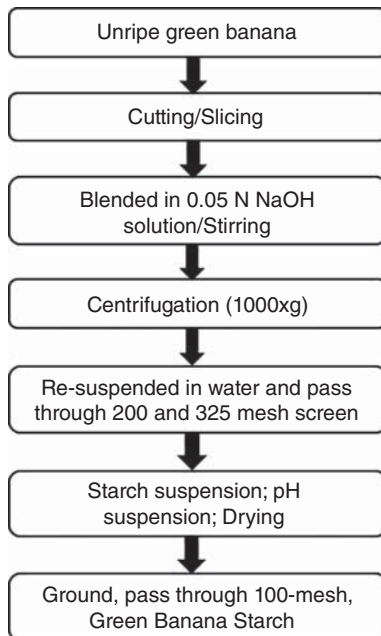 Unripe green banana
Cutting/Slicing
Blended in 0.05 N NaOH
solution/Stirring
Centrifugation (1000xg)
Re-suspended in water and pass
through 200 and 325 mesh screen
Starch suspension; pH
suspension; Drying
Ground, pass through 100-mesh,
Green Banana Starch